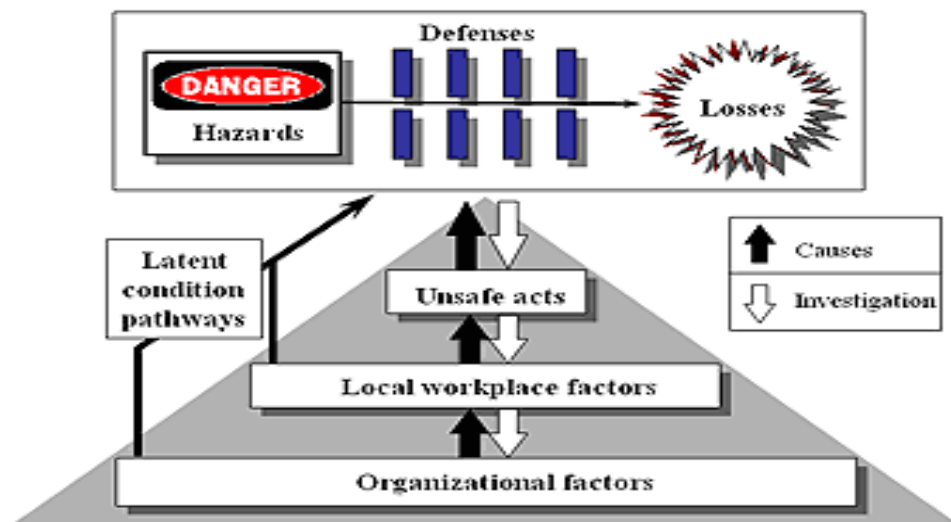 Defenses
DANGER
Hazards
Losses
Latent
condition
pathways
Causes
Investigation
Unsafe acts
Local workplace factors
Organizational factors